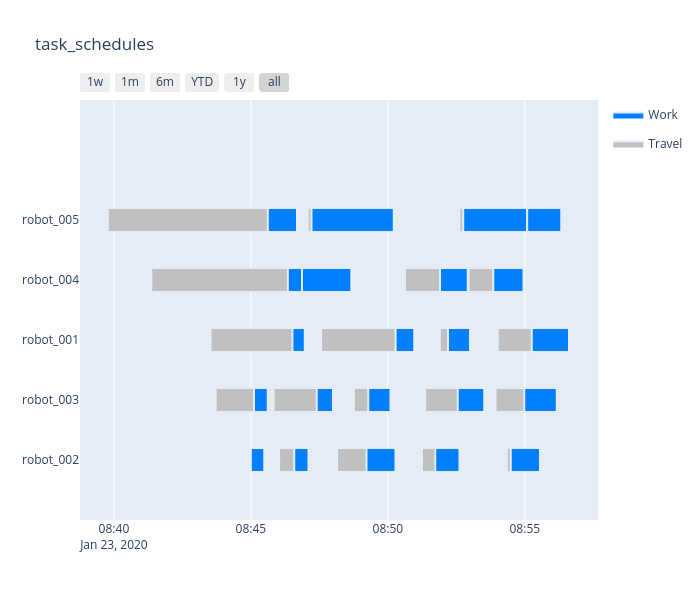 task_schedules
1w 1m 6m YTD 1y all
Work
Travel
robot_005
robot_004
robot_001
robot_003
robot_002
08:40 08:45 08:50 08:55
Jan 23, 2020